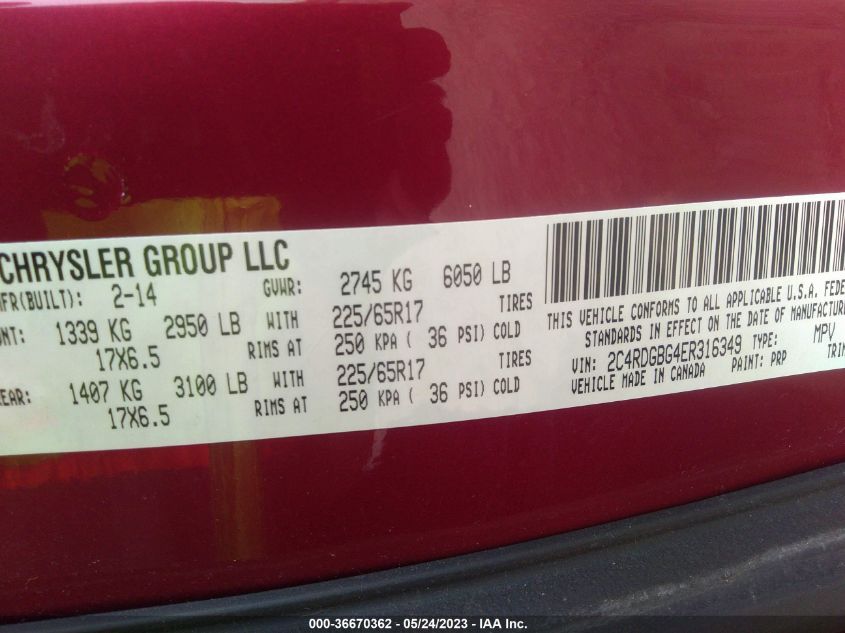 CHRYSLER GROUP LLC
MFR(BUILT): 2-14 GVWR: 2745 KG 6050 LB
1339 KG 2950 LB WITH 225/65R17 TIRES
17X6.5 RIMS AT 250 KPA ( 36 PSI) COLD
1407 KG 3100 LB WITH 225/65R17 TIRES
17X6.5 RIMS AT 250 KPA ( 36 PSI) COLD
THIS VEHICLE CONFORMS TO ALL APPLICABLE U.S.A. FEDE
STANDARDS IN EFFECT ON THE DATE OF MANUFACTUR
VIN: 2C4RDGBG4ER316349 TYPE: MPV
VEHICLE MADE IN CANADA PAINT: PRP TRIM
000-36670362 - 05/24/2023 - IAA Inc.